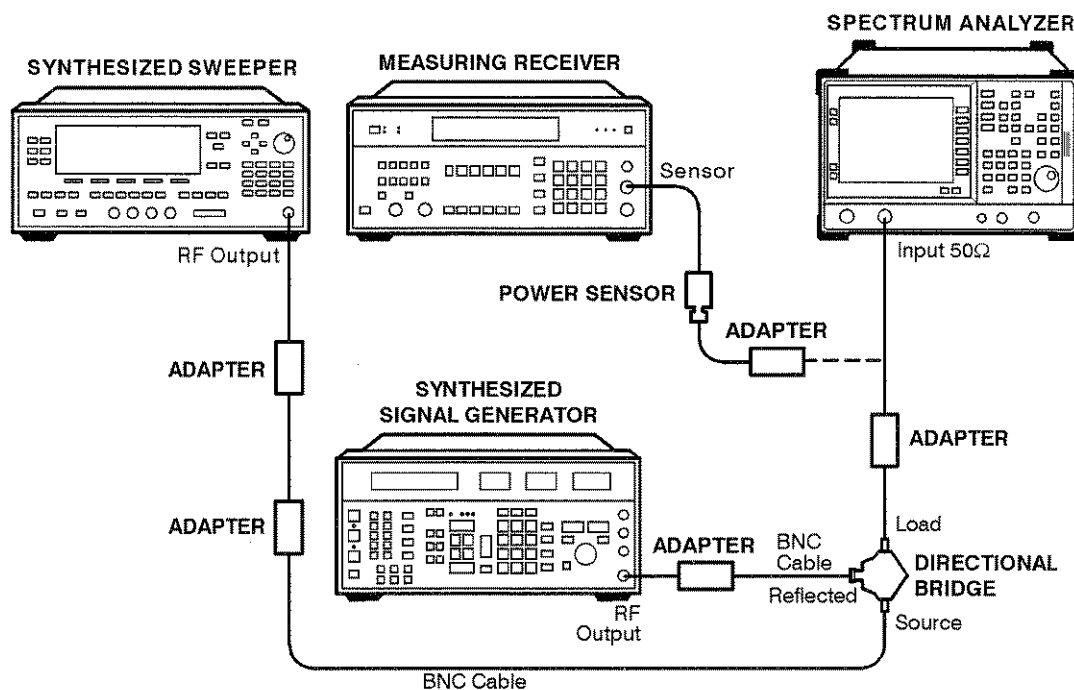 SPECTRUM ANALYZER
SYNTHESIZED SWEEPER
MEASURING RECEIVER
Sensor
RF Output
Input 50Ω
POWER SENSOR
ADAPTER
ADAPTER
SYNTHESIZED
SIGNAL GENERATOR
ADAPTER
ADAPTER
Load
ADAPTER
BNC
Cable
DIRECTIONAL
BRIDGE
Reflected
RF
Output
Source
BNC Cable